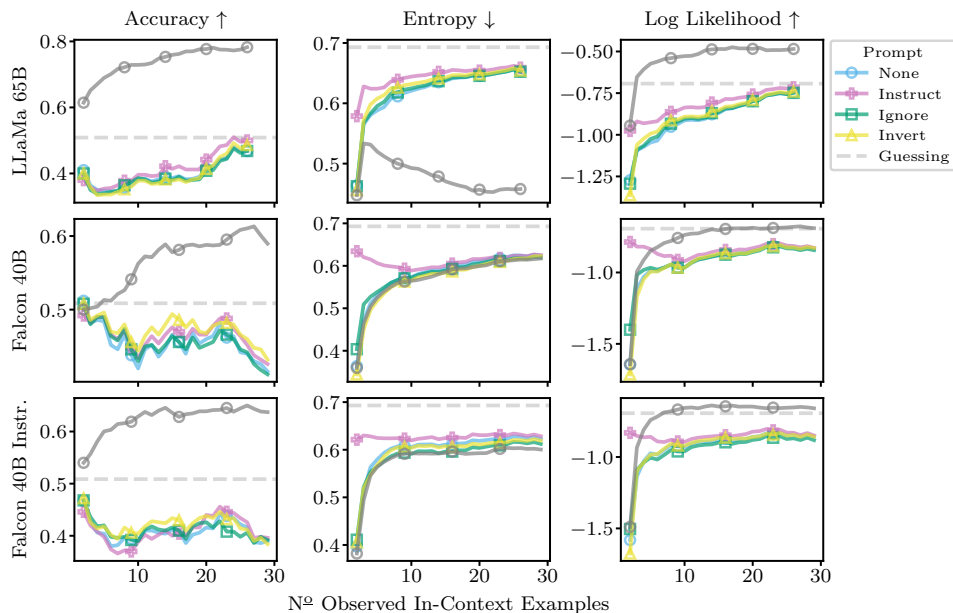 Accuracy ↑ Entropy ↓ Log Likelihood ↑
LLaMa 65B
0.8
0.6
0.4
0.7
0.6
0.5
−0.50
−0.75
−1.00
−1.25
Prompt
None
Instruct
Ignore
Invert
Guessing
Falcon 40B
0.6
0.5
0.7
0.6
0.5
0.4
−1.0
−1.5
Falcon 40B Instr.
0.6
0.5
0.4
0.7
0.6
0.5
0.4
−1.0
−1.5
0 10 20 30 0 10 20 30 0 10 20 30
Nº Observed In-Context Examples